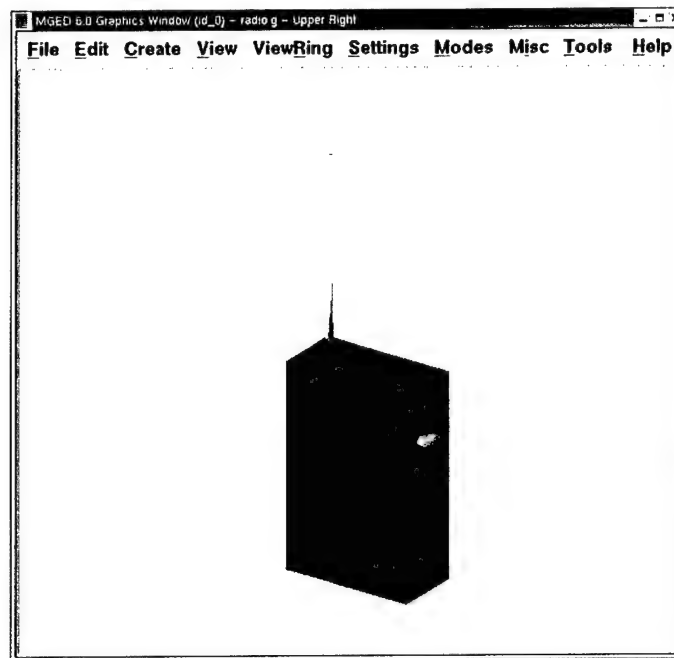 MGED 6.0 Graphics Window (id_0) - radio.g - Upper Right
File Edit Create View ViewRing Settings Modes Misc Tools Help